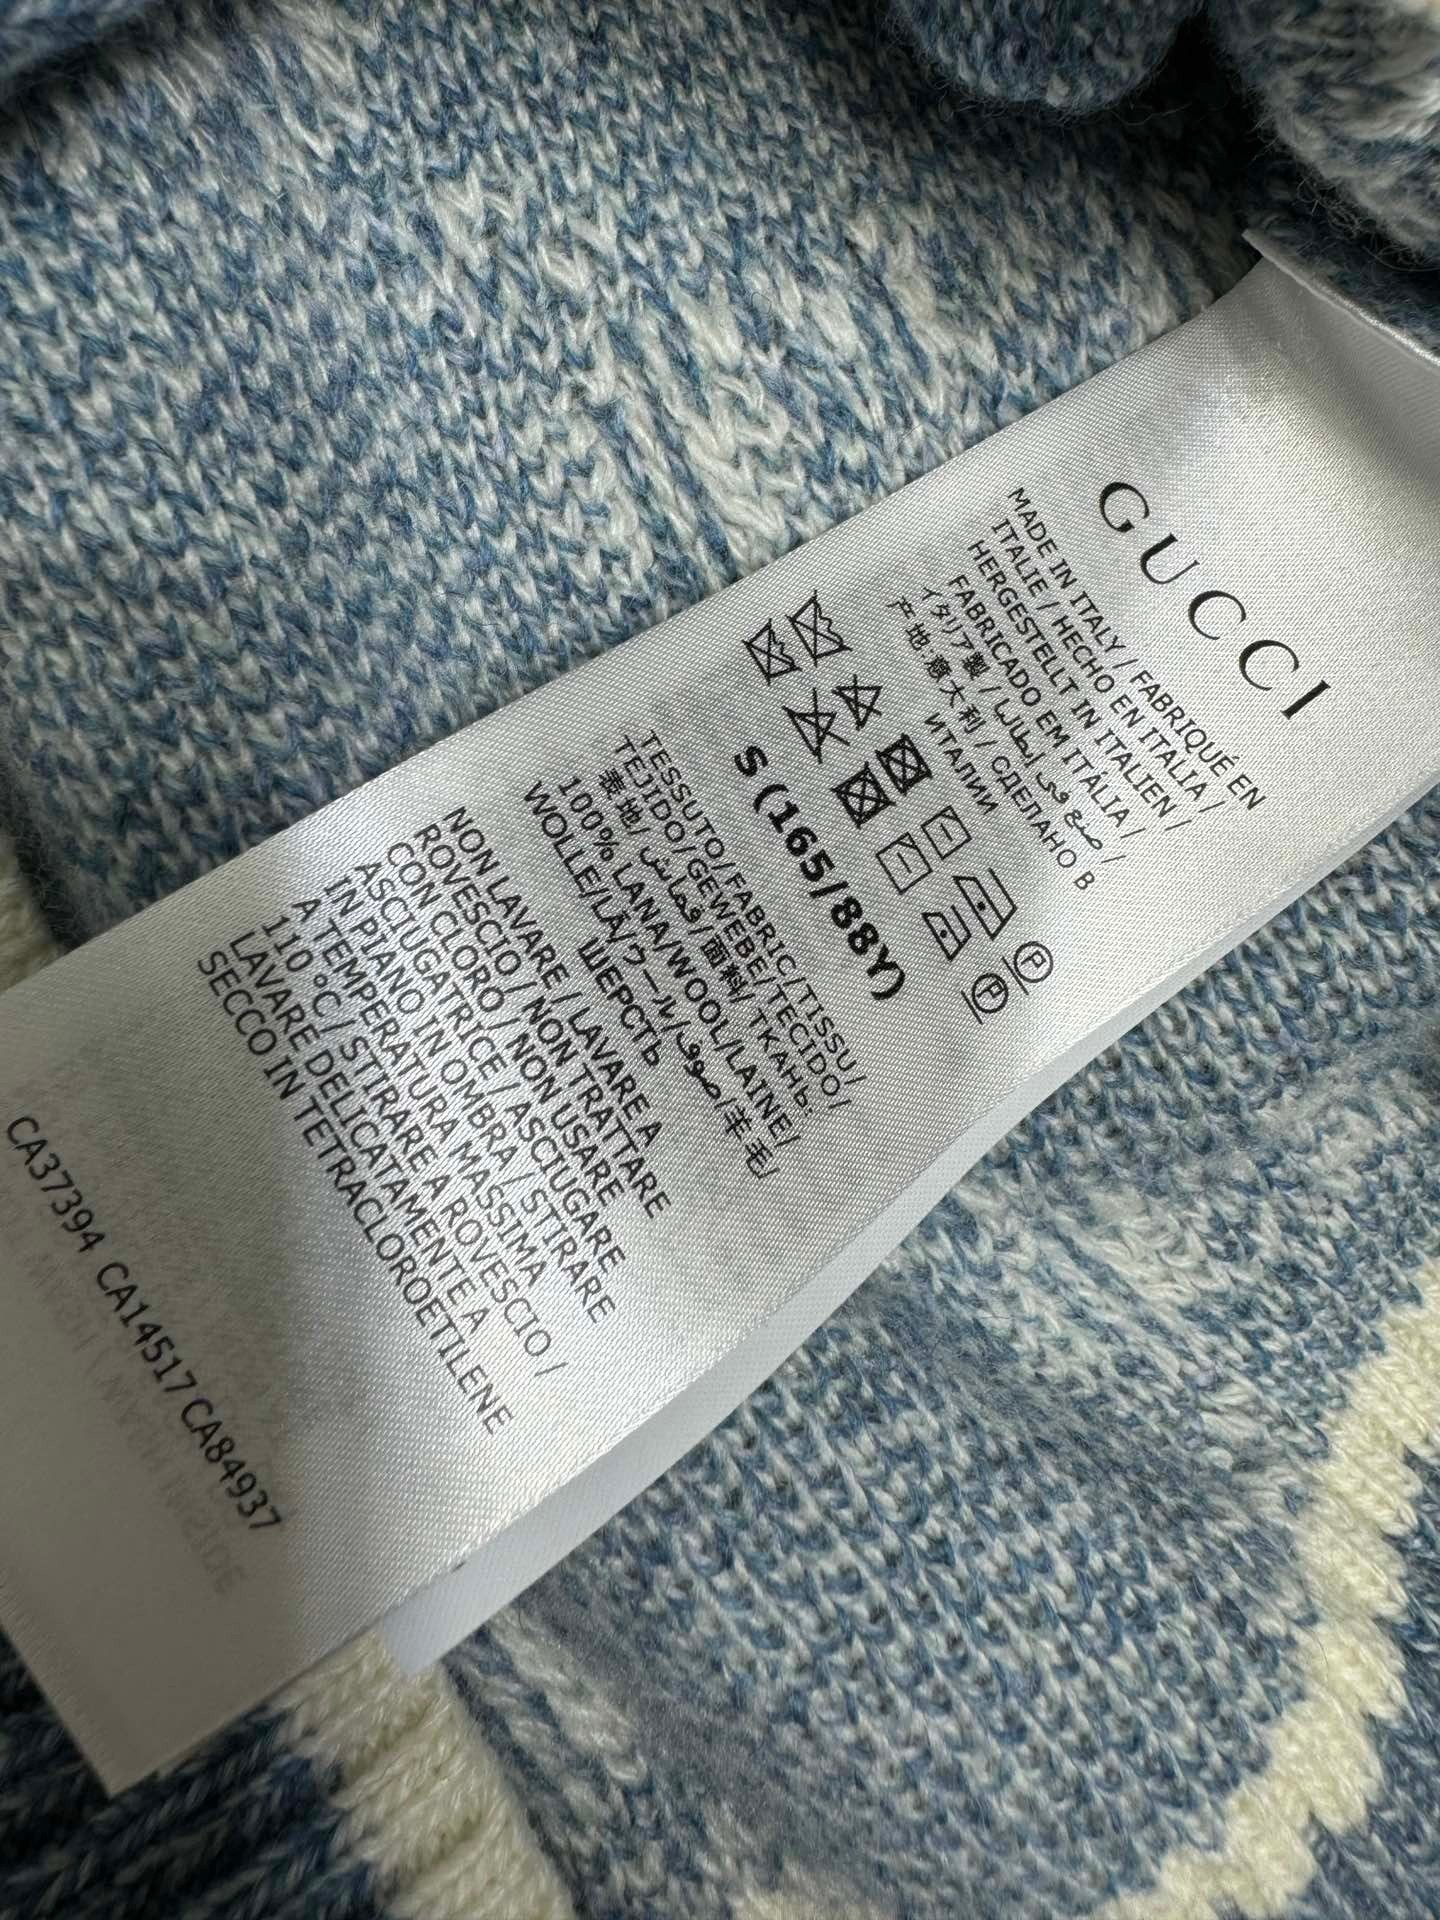 GUCCI
MADE IN ITALY / FABRIQUÉ EN
ITALIE / HECHO EN ITALIA /
HERGESTELLT IN ITALIEN /
FABRICADO EM ITÁLIA /
イタリア製 / صنع في إيطاليا /
产地:意大利 / СДЕЛАНО В
ИТАЛИИ
P P
S (165/88Y)
TESSUTO/FABRIC/TISSU/
TEJIDO/GEWEBE/TECIDO/
表地/قماش/面料/ТКАНЬ:
100% LANA/WOOL/LAINE/
WOLLE/LÃ/ウール/صوف/羊毛/
ШЕРСТЬ
NON LAVARE / LAVARE A
ROVESCIO / NON TRATTARE
CON CLORO / NON USARE
ASCIUGATRICE / ASCIUGARE
IN PIANO IN OMBRA / STIRARE
A TEMPERATURA MASSIMA
110 °C / STIRARE A ROVESCIO /
LAVARE DELICATAMENTE A
SECCO IN TETRACLOROETILENE
CA37394 CA14517 CA84937